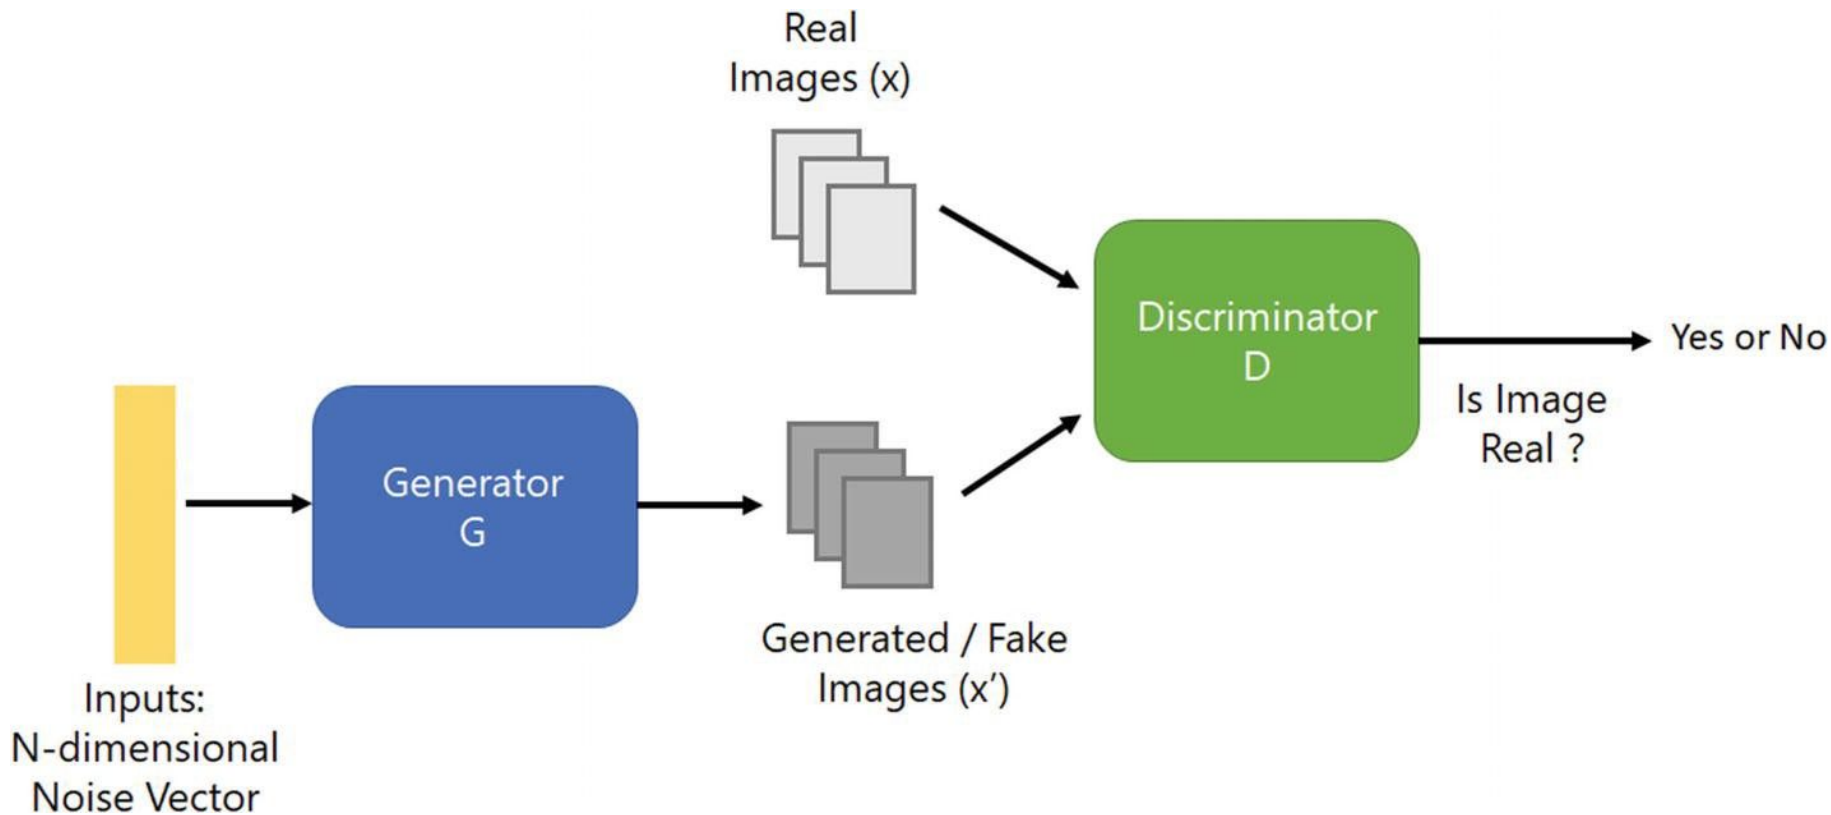 Real
Images (x)
Discriminator
D
Yes or No
Is Image
Real ?
Generator
G
Generated / Fake
Images (x’)
Inputs:
N-dimensional
Noise Vector